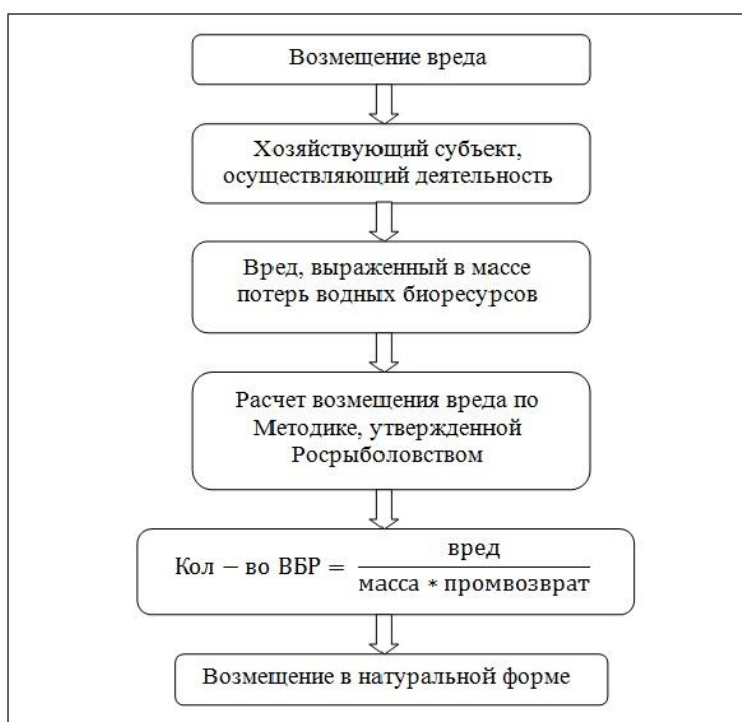 Возмещение вреда
Хозяйствующий субъект,
осуществляющий деятельность
Вред, выраженный в массе
потерь водных биоресурсов
Расчет возмещения вреда по
Методике, утвержденной
Росрыболовством
Кол − во ВБР = вред / масса ∗ промвозврат
Возмещение в натуральной форме